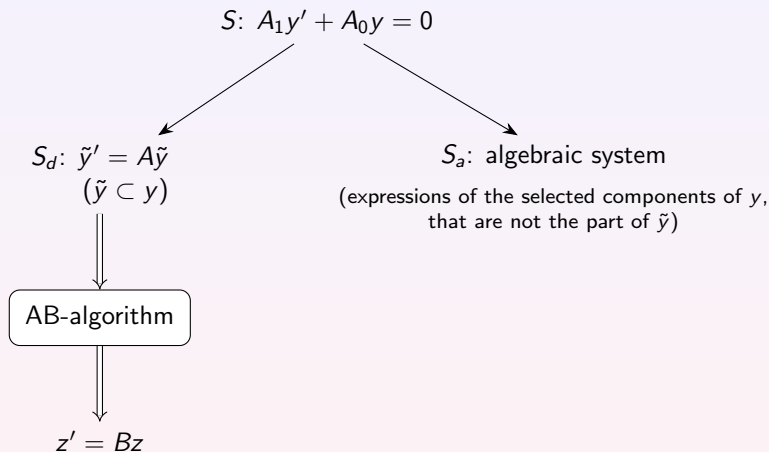 S: A₁y′ + A₀y = 0
S_d: ỹ′ = Aỹ
(ỹ ⊂ y)
S_a: algebraic system
(expressions of the selected components of y,
that are not the part of ỹ)
AB-algorithm
z′ = Bz